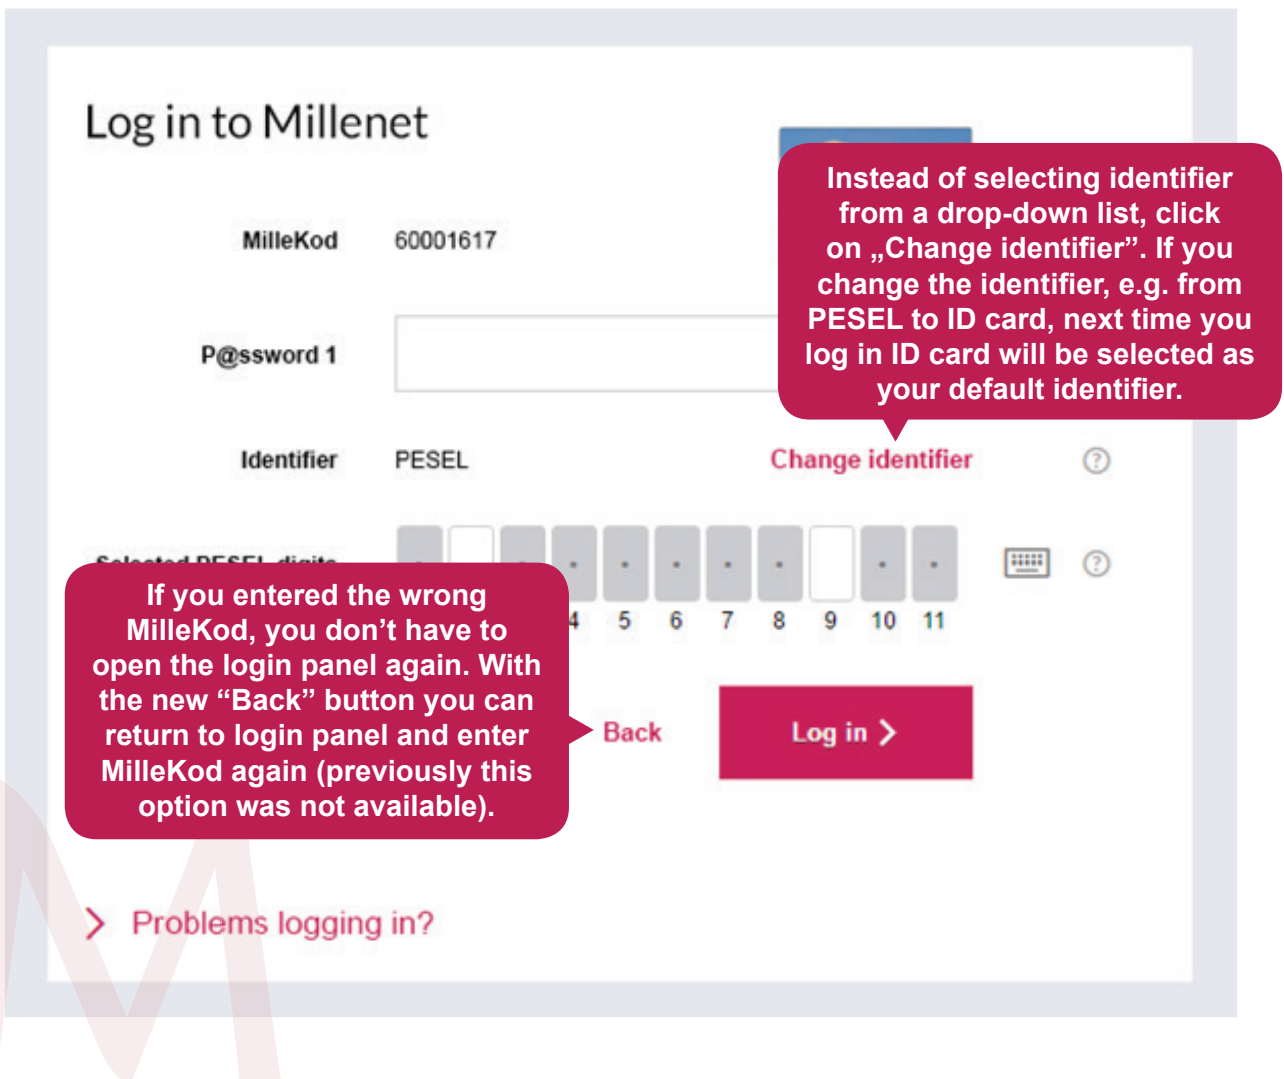 Log in to Millenet
Instead of selecting identifier
from a drop-down list, click
on „Change identifier”. If you
change the identifier, e.g. from
PESEL to ID card, next time you
log in ID card will be selected as
your default identifier.
MilleKod 60001617
P@ssword 1
Identifier PESEL Change identifier ?
Selected PESEL digits ?
4 5 6 7 8 9 10 11
If you entered the wrong
MilleKod, you don’t have to
open the login panel again. With
the new “Back” button you can
return to login panel and enter
MilleKod again (previously this
option was not available).
Back Log in
Problems logging in?